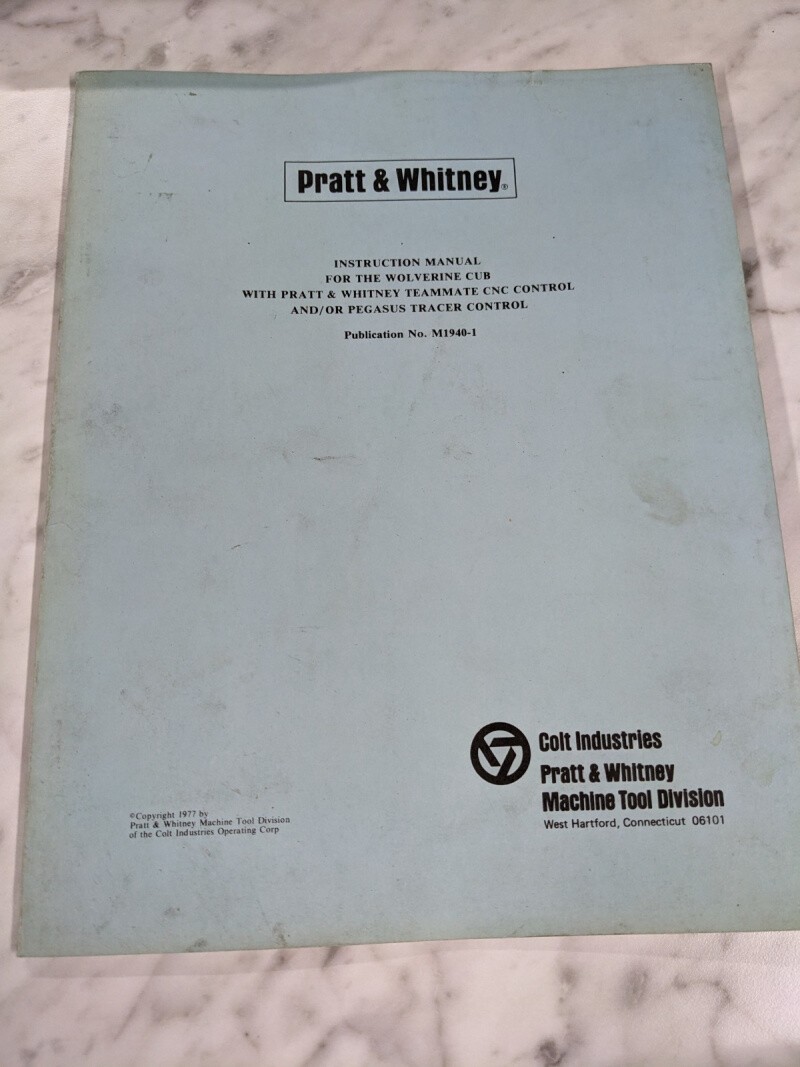 Pratt & Whitney®
INSTRUCTION MANUAL
FOR THE WOLVERINE CUB
WITH PRATT & WHITNEY TEAMMATE CNC CONTROL
AND/OR PEGASUS TRACER CONTROL
Publication No. M1940-1
Colt Industries
Pratt & Whitney
Machine Tool Division
West Hartford, Connecticut 06101
©Copyright 1977 by
Pratt & Whitney Machine Tool Division
of the Colt Industries Operating Corp